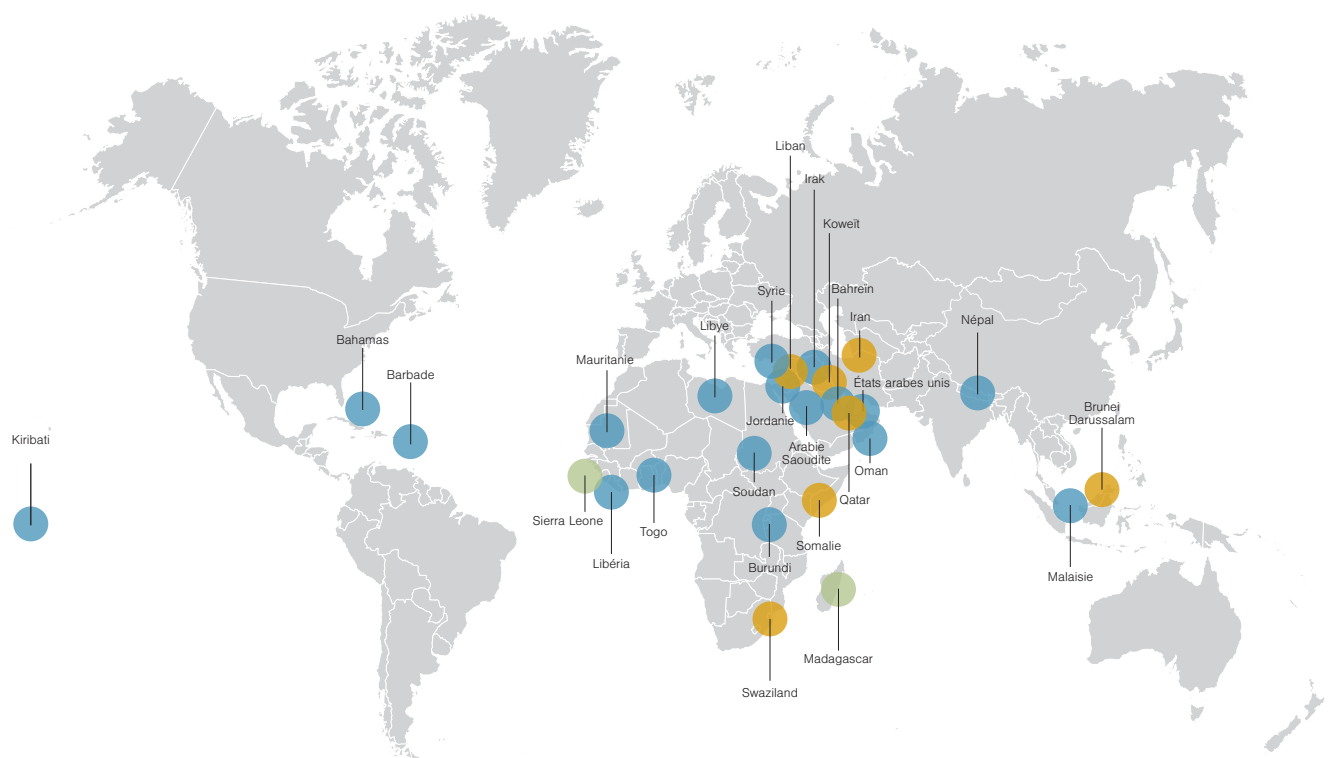 Liban
Irak
Koweït
Syrie
Bahrein
Iran
Népal
Libye
Bahamas
Mauritanie
Barbade
États arabes unis
Brunei
Darussalam
Jordanie
Kiribati
Arabie
Saoudite
Oman
Soudan
Qatar
Sierra Leone
Togo
Somalie
Libéria
Burundi
Malaisie
Madagascar
Swaziland